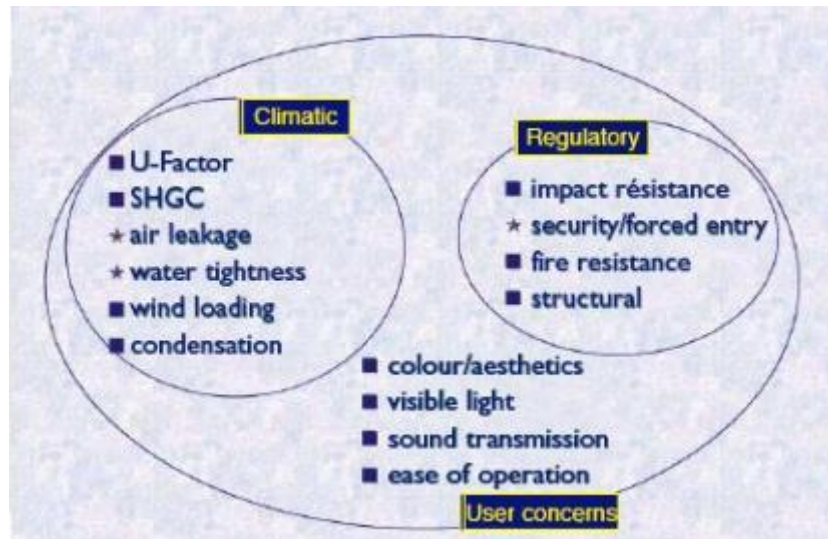 Climatic
■ U-Factor
■ SHGC
★ air leakage
★ water tightness
■ wind loading
■ condensation
Regulatory
■ impact résistance
★ security/forced entry
■ fire resistance
■ structural
■ colour/aesthetics
■ visible light
■ sound transmission
■ ease of operation
User concerns